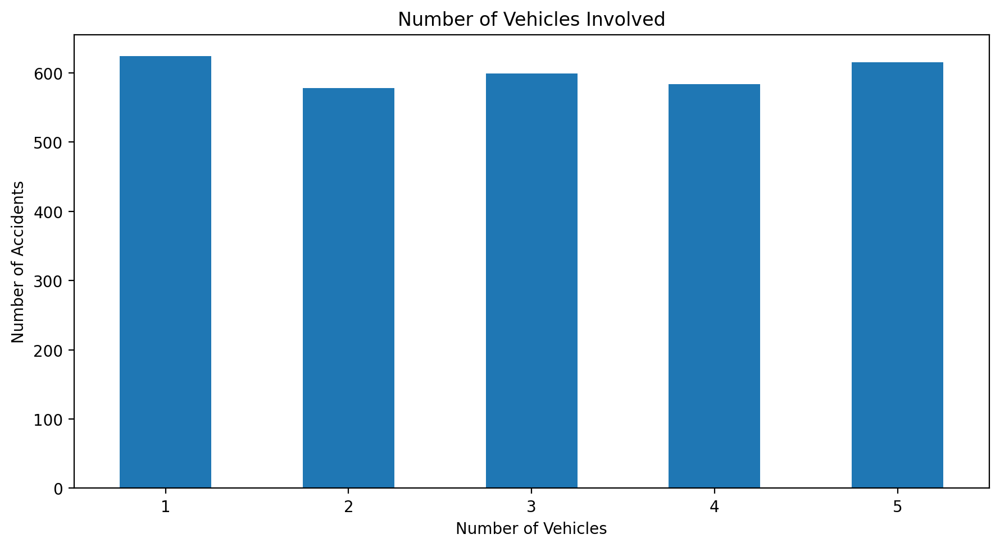 Number of Vehicles Involved
Number of Accidents
600
500
400
300
200
100
0
1 2 3 4 5
Number of Vehicles